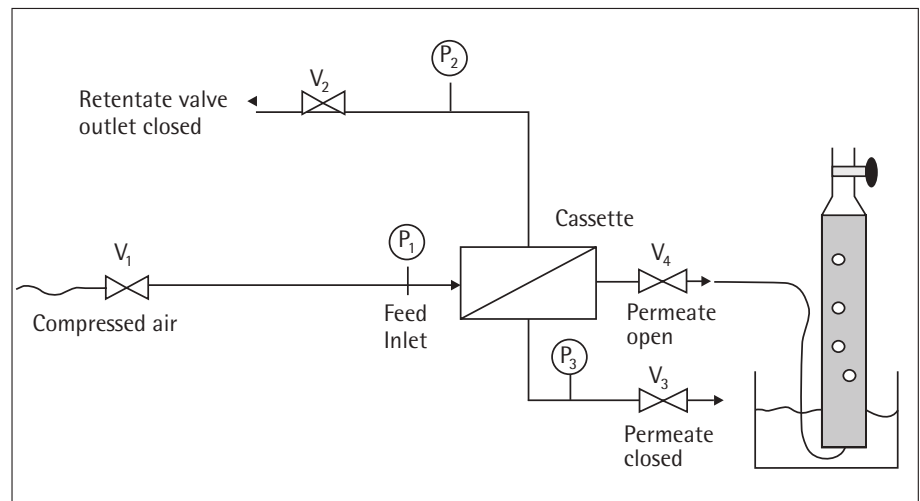 P2
V2
Retentate valve
outlet closed
Cassette
P1
V1
V4
Compressed air
Feed
Inlet
Permeate
open
P3
V3
Permeate
closed